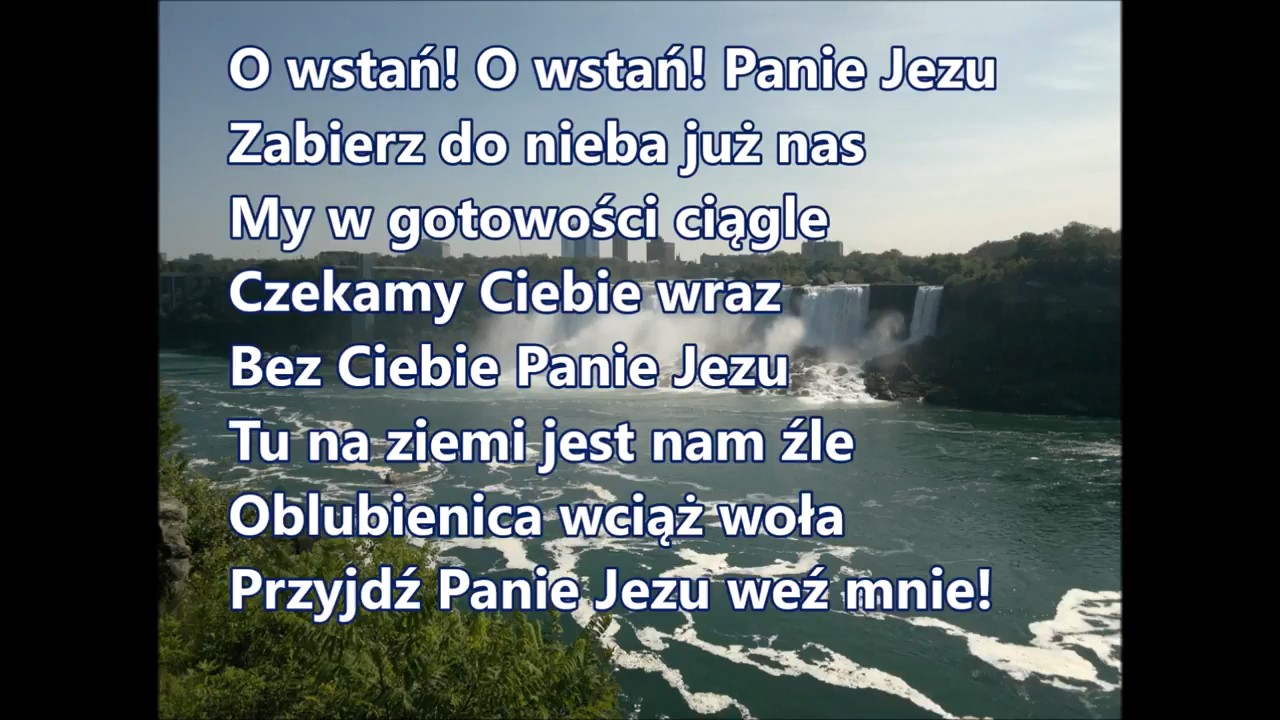 O wstań! O wstań! Panie Jezu
Zabierz do nieba już nas
My w gotowości ciągle
Czekamy Ciebie wraz
Bez Ciebie Panie Jezu
Tu na ziemi jest nam źle
Oblubienica wciąż woła
Przyjdź Panie Jezu weź mnie!